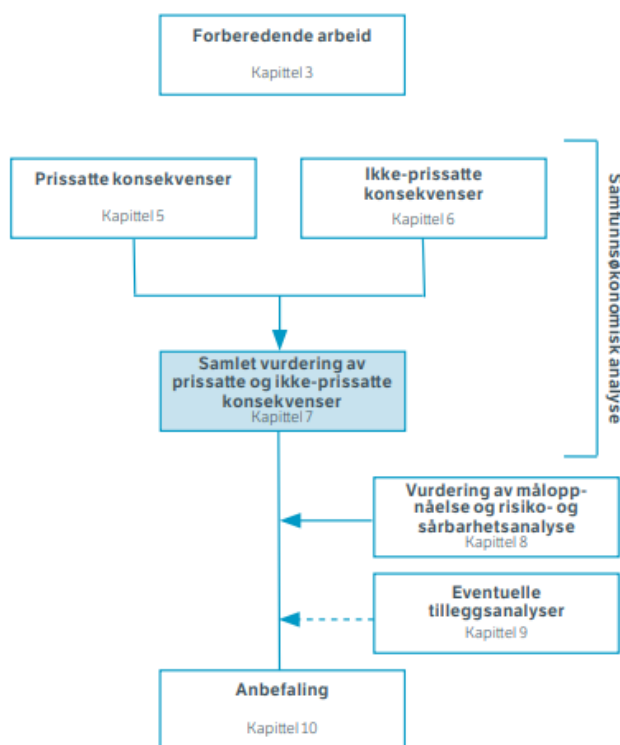 Forberedende arbeid
Kapittel 3
Prissatte konsekvenser
Kapittel 5
Ikke-prissatte
konsekvenser
Kapittel 6
Samfunnsøkonomisk analyse
Samlet vurdering av
prissatte og ikke-prissatte
konsekvenser
Kapittel 7
Vurdering av målopp-
nåelse og risiko- og
sårbarhetsanalyse
Kapittel 8
Eventuelle
tilleggsanalyser
Kapittel 9
Anbefaling
Kapittel 10